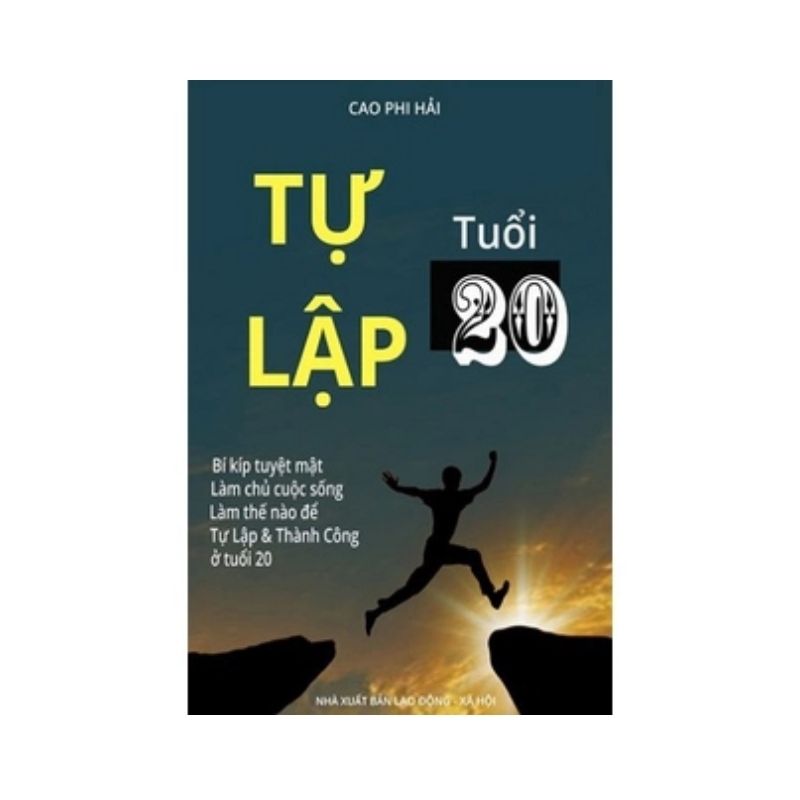 CAO PHI HẢI
TỰ
LẬP
Tuổi
20
Bí kíp tuyệt mật
Làm chủ cuộc sống
Làm thế nào để
Tự Lập & Thành Công
ở tuổi 20
NHÀ XUẤT BẢN LAO ĐỘNG - XÃ HỘI